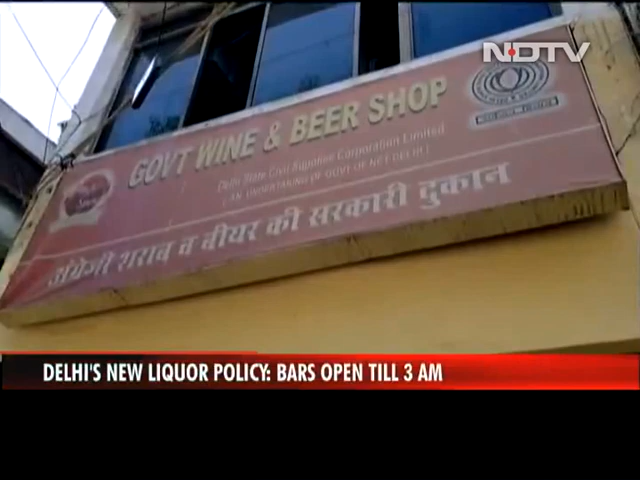 NDTV
GOVT WINE & BEER SHOP
Delhi State Civil Supplies Corporation Limited
( AN UNDERTAKING OF GOVT. OF NCT DELHI )
अंग्रेजी शराब व बीयर की सरकारी दुकान
DELHI'S NEW LIQUOR POLICY: BARS OPEN TILL 3 AM